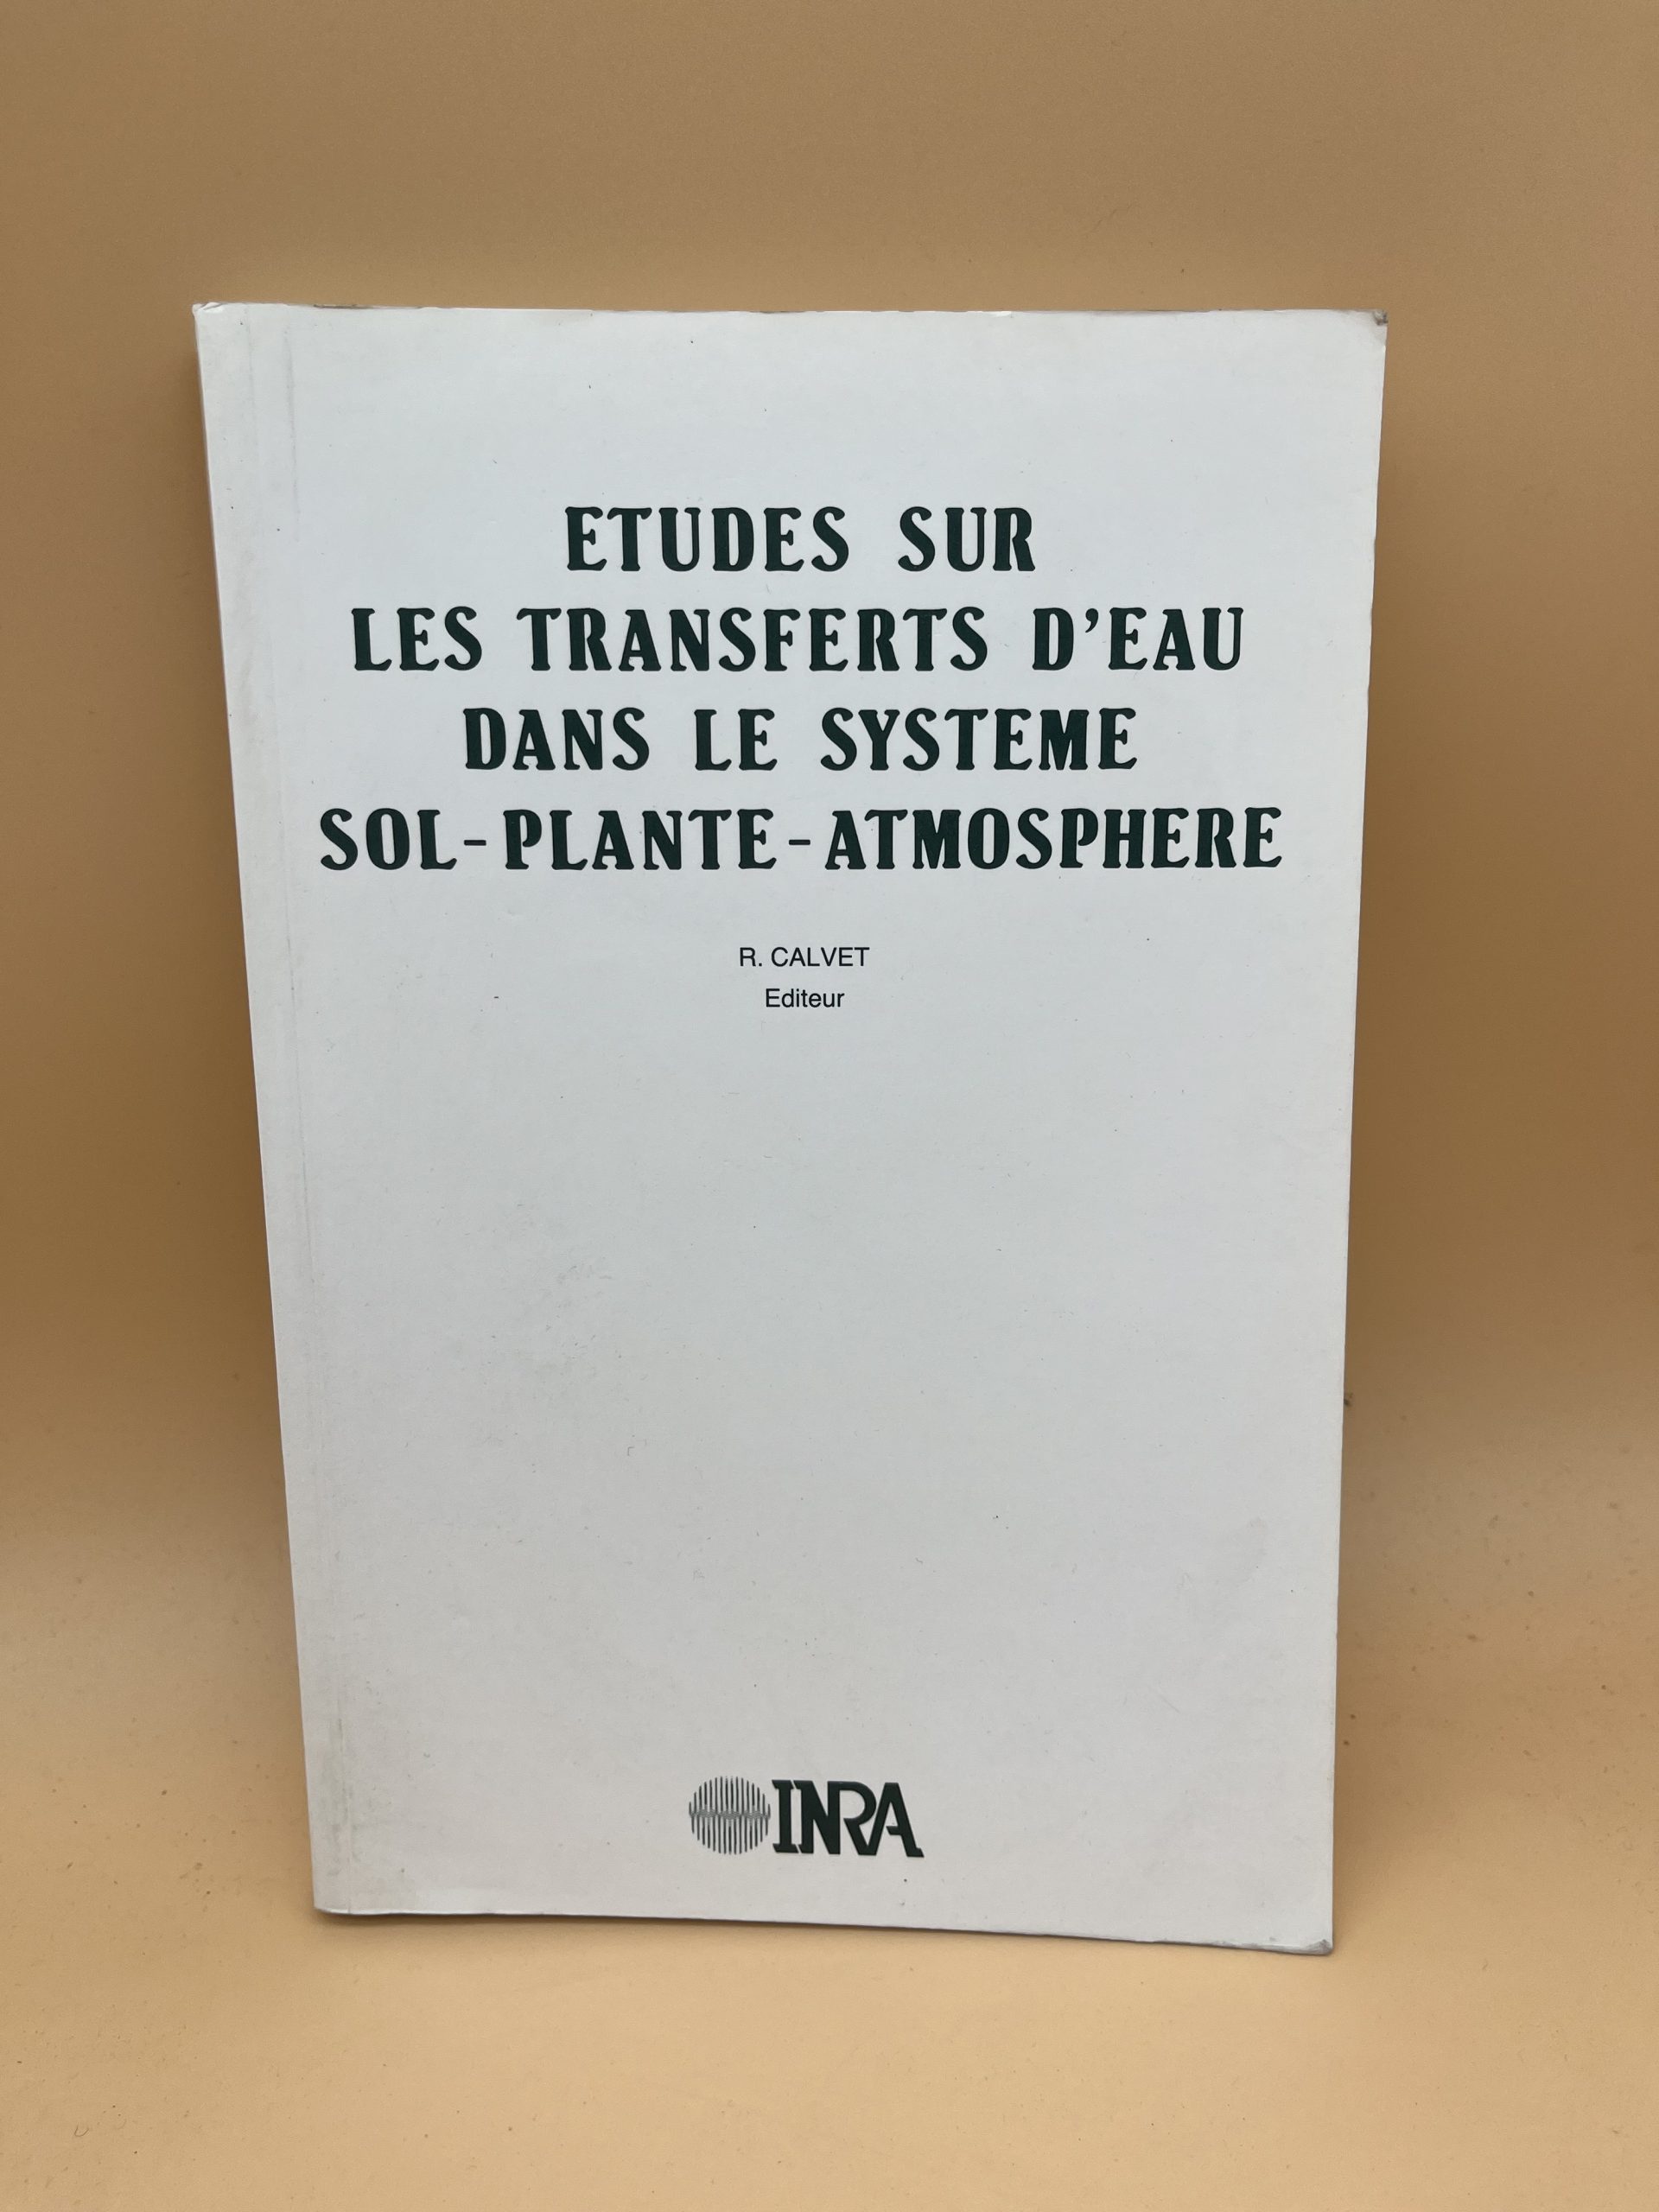 ETUDES SUR
LES TRANSFERTS D'EAU
DANS LE SYSTEME
SOL-PLANTE-ATMOSPHERE
R. CALVET
Editeur
INRA